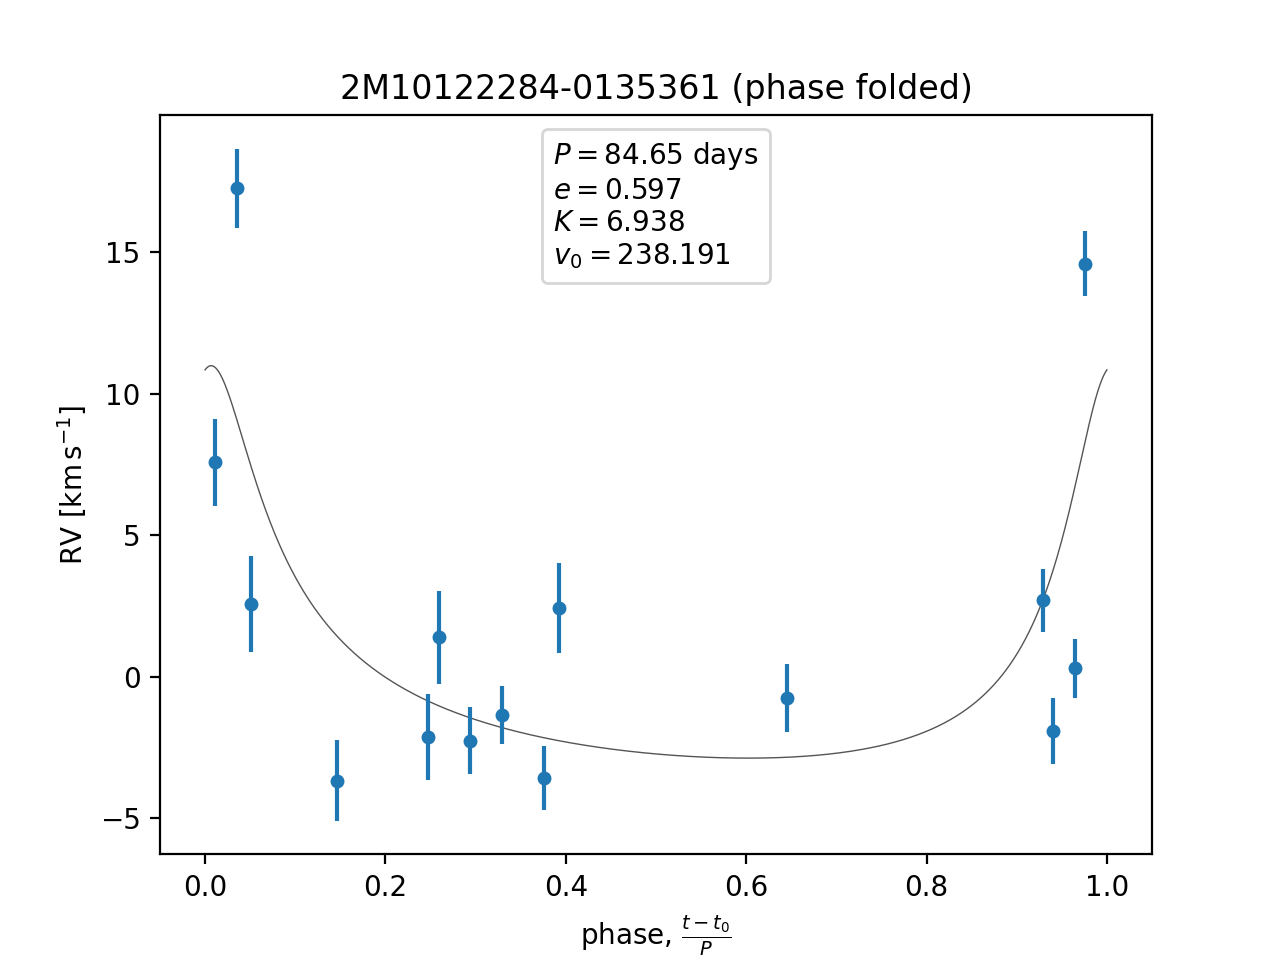 2M10122284-0135361 (phase folded)
P = 84.65 days
e = 0.597
K = 6.938
v₀ = 238.191
RV [km s⁻¹]
15
10
5
0
−5
0.0 0.2 0.4 0.6 0.8 1.0
phase, (t − t₀)/P